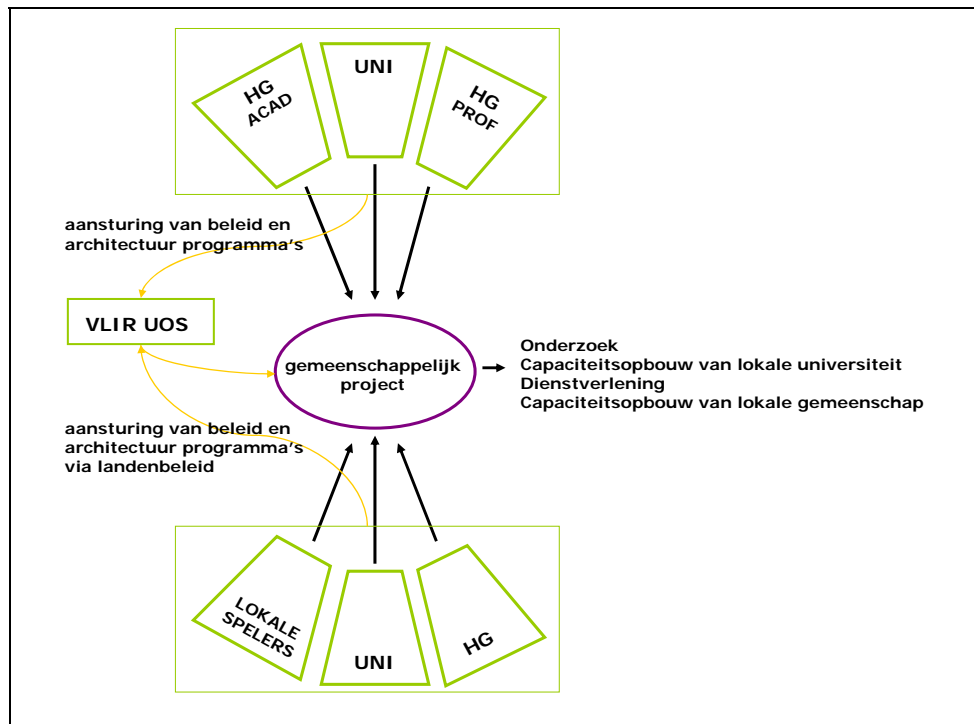 HG
ACAD
UNI
HG
PROF
aansturing van beleid en
architectuur programma's
VLIR UOS
gemeenschappelijk
project
Onderzoek
Capaciteitsopbouw van lokale universiteit
Dienstverlening
Capaciteitsopbouw van lokale gemeenschap
aansturing van beleid en
architectuur programma's
via landenbeleid
LOKALE
SPELERS
UNI
HG